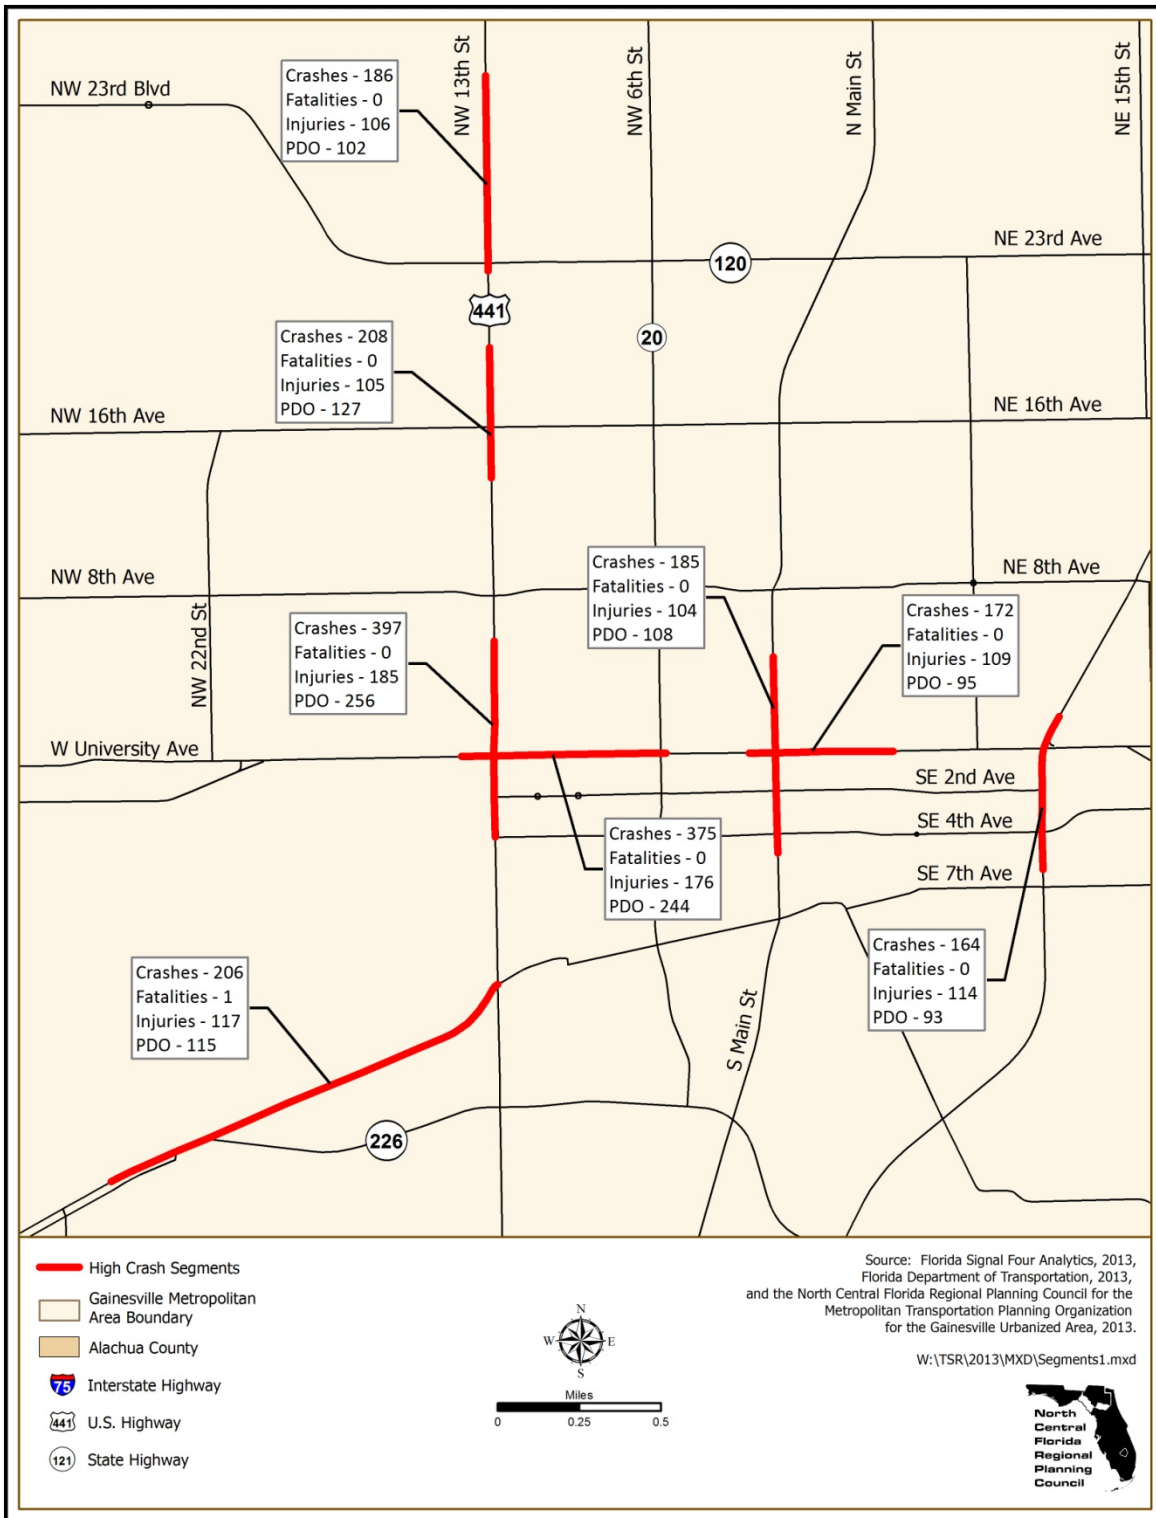 NW 13th St
NW 6th St
N Main St
NE 15th St
NW 23rd Blvd
Crashes - 186
Fatalities - 0
Injuries - 106
PDO - 102
NE 23rd Ave
120
441
20
Crashes - 208
Fatalities - 0
Injuries - 105
PDO - 127
NW 16th Ave
NE 16th Ave
NW 8th Ave
NE 8th Ave
Crashes - 185
Fatalities - 0
Injuries - 104
PDO - 108
Crashes - 172
Fatalities - 0
Injuries - 109
PDO - 95
NW 22nd St
Crashes - 397
Fatalities - 0
Injuries - 185
PDO - 256
W University Ave
SE 2nd Ave
SE 4th Ave
SE 7th Ave
Crashes - 375
Fatalities - 0
Injuries - 176
PDO - 244
Crashes - 206
Fatalities - 1
Injuries - 117
PDO - 115
Crashes - 164
Fatalities - 0
Injuries - 114
PDO - 93
S Main St
226
High Crash Segments
Gainesville Metropolitan
Area Boundary
Alachua County
75
Interstate Highway
441
U.S. Highway
121
State Highway
N
W
E
S
Miles
0
0.25
0.5
Source: Florida Signal Four Analytics, 2013,
Florida Department of Transportation, 2013,
and the North Central Florida Regional Planning Council for the
Metropolitan Transportation Planning Organization
for the Gainesville Urbanized Area, 2013.
W:\TSR\2013\MXD\Segments1.mxd
North
Central
Florida
Regional
Planning
Council